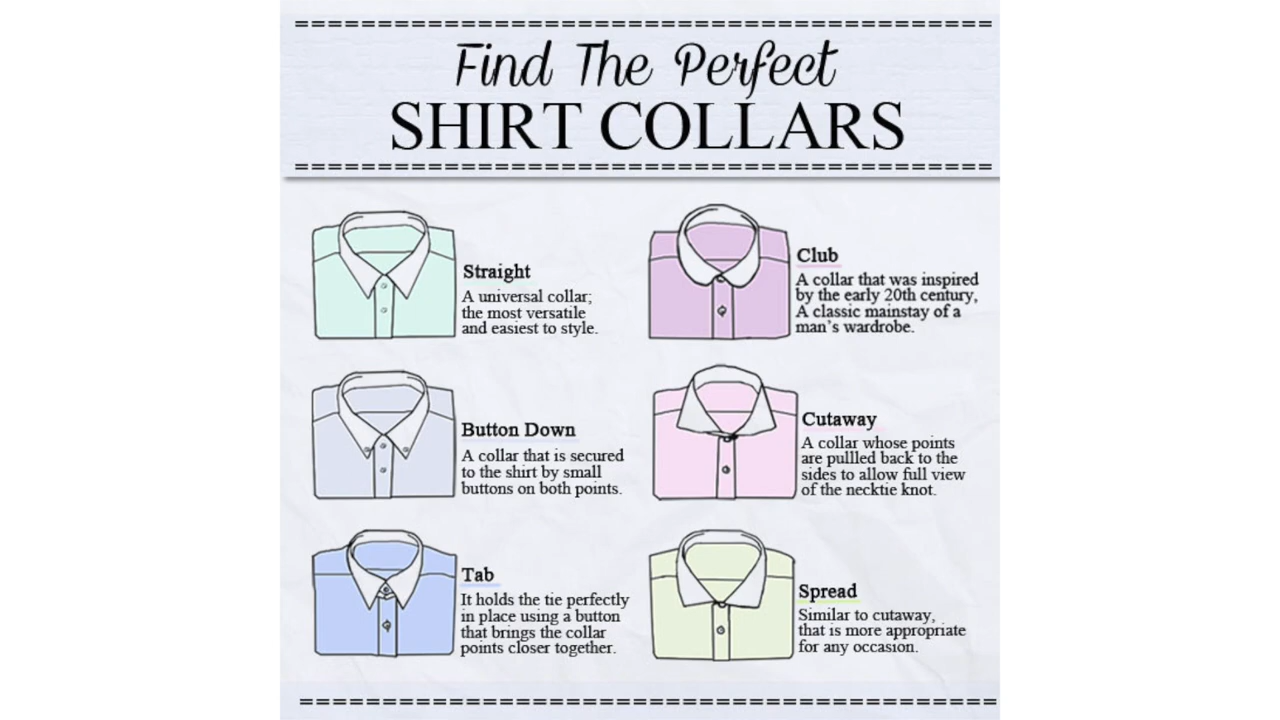 Find The Perfect
SHIRT COLLARS
Straight
A universal collar;
the most versatile
and easiest to style.
Club
A collar that was inspired
by the early 20th century,
A classic mainstay of a
man's wardrobe.
Button Down
A collar that is secured
to the shirt by small
buttons on both points.
Cutaway
A collar whose points
are pullled back to the
sides to allow full view
of the necktie knot.
Tab
It holds the tie perfectly
in place using a button
that brings the collar
points closer together.
Spread
Similar to cutaway,
that is more appropriate
for any occasion.